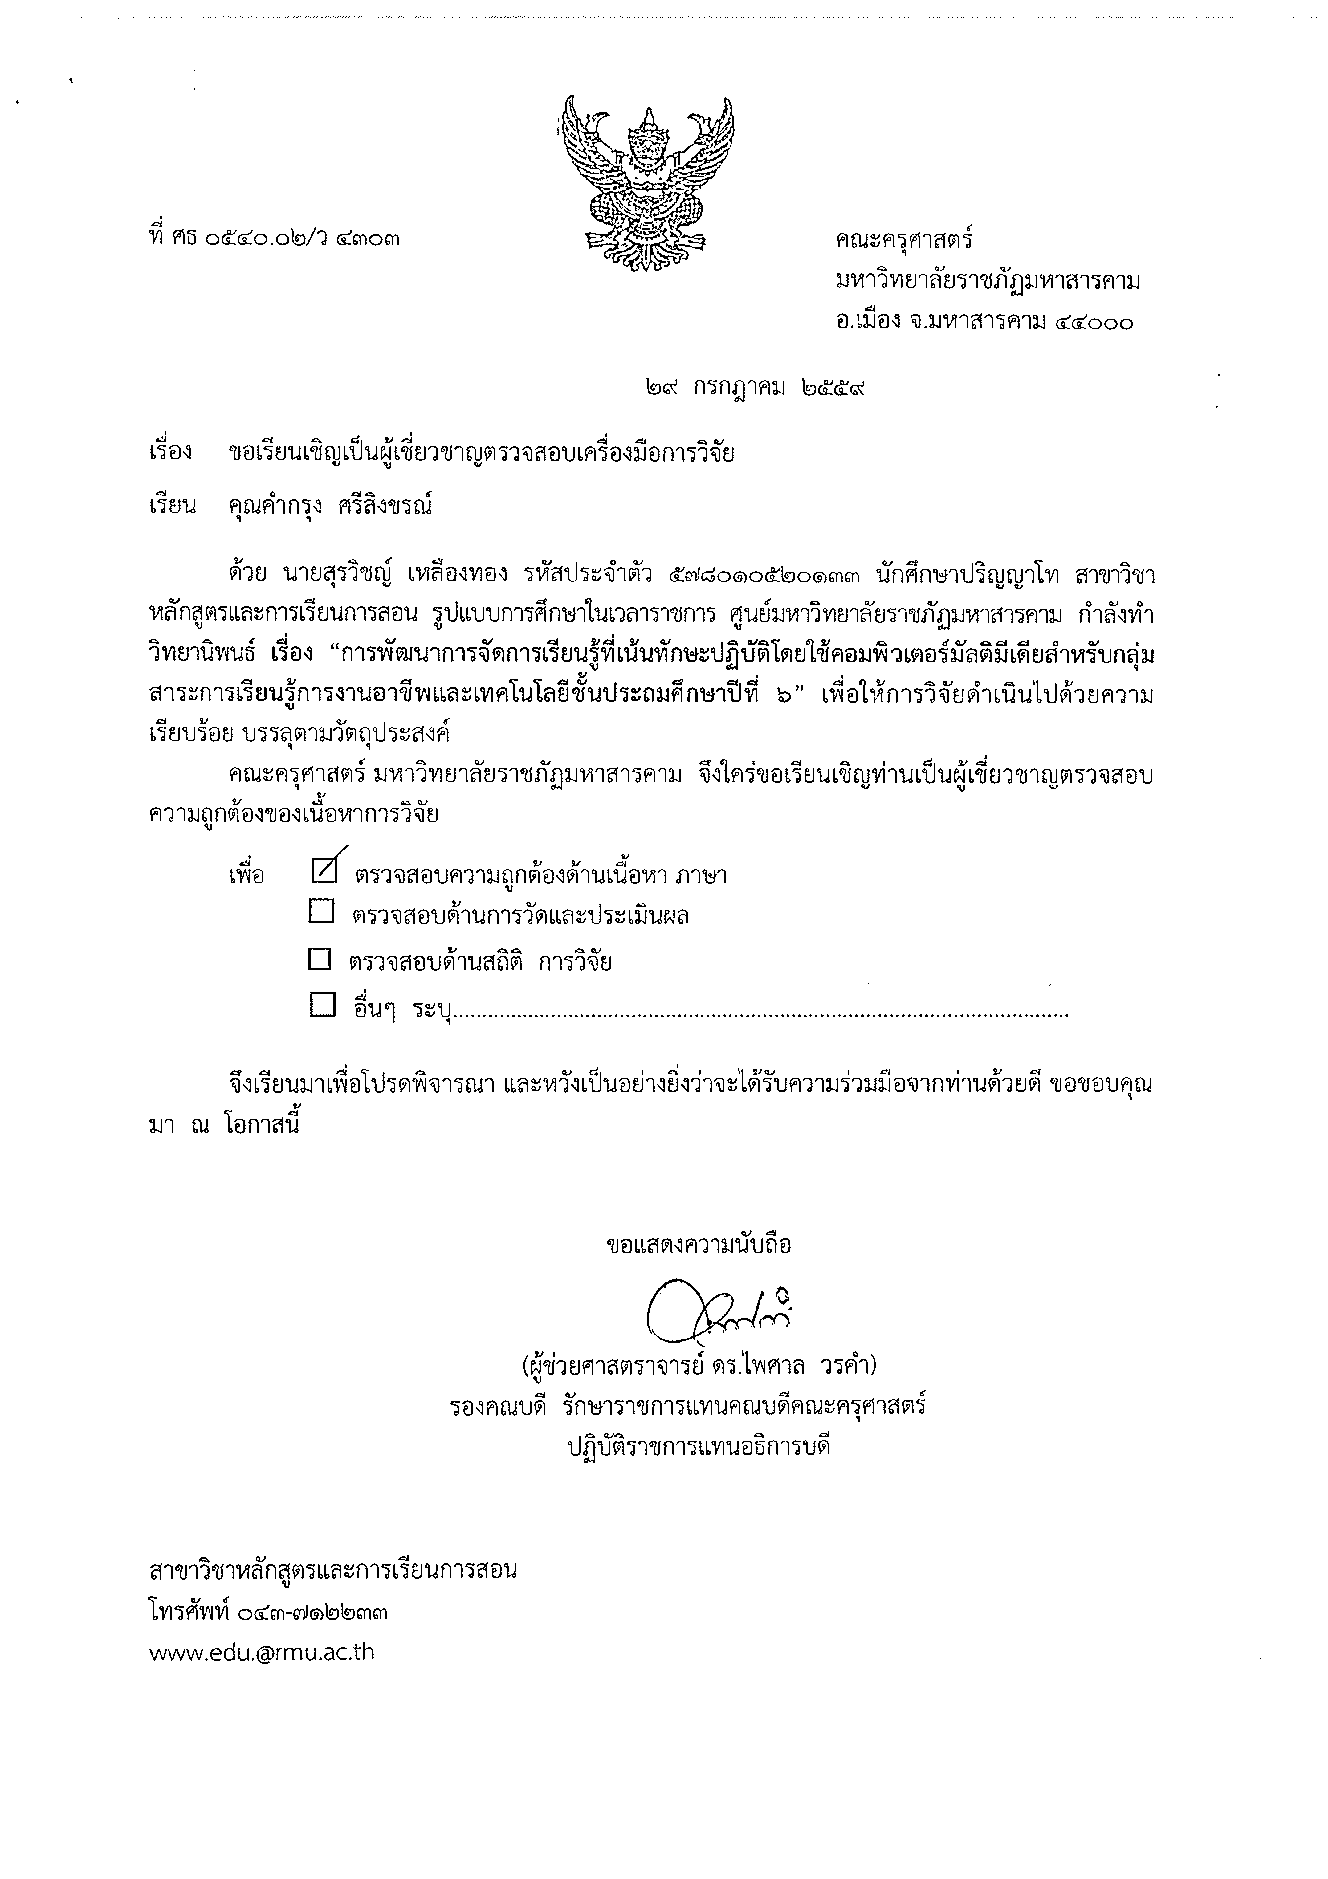 ที่ ศธ ๐๕๔๐.๐๒/ว ๔๓๐๓
คณะครุศาสตร์
มหาวิทยาลัยราชภัฏมหาสารคาม
อ.เมือง จ.มหาสารคาม ๔๔๐๐๐
๒๙ กรกฎาคม ๒๕๕๙
เรื่อง ขอเรียนเชิญเป็นผู้เชี่ยวชาญตรวจสอบเครื่องมือการวิจัย
เรียน คุณคำกรุง ศรีสิงขรณ์
ด้วย นายสุรวิชญ์ เหลืองทอง รหัสประจำตัว ๕๗๘๐๑๐๕๒๐๑๓๓ นักศึกษาปริญญาโท สาขาวิชา
หลักสูตรและการเรียนการสอน รูปแบบการศึกษาในเวลาราชการ ศูนย์มหาวิทยาลัยราชภัฏมหาสารคาม กำลังทำ
วิทยานิพนธ์ เรื่อง “การพัฒนาการจัดการเรียนรู้ที่เน้นทักษะปฏิบัติโดยใช้คอมพิวเตอร์มัลติมีเดียสำหรับกลุ่ม
สาระการเรียนรู้การงานอาชีพและเทคโนโลยีชั้นประถมศึกษาปีที่ ๖” เพื่อให้การวิจัยดำเนินไปด้วยความ
เรียบร้อย บรรลุตามวัตถุประสงค์
คณะครุศาสตร์ มหาวิทยาลัยราชภัฏมหาสารคาม จึงใคร่ขอเรียนเชิญท่านเป็นผู้เชี่ยวชาญตรวจสอบ
ความถูกต้องของเนื้อหาการวิจัย
เพื่อ ☑ ตรวจสอบความถูกต้องด้านเนื้อหา ภาษา
☐ ตรวจสอบด้านการวัดและประเมินผล
☐ ตรวจสอบด้านสถิติ การวิจัย
☐ อื่นๆ ระบุ..........................................................................................................
จึงเรียนมาเพื่อโปรดพิจารณา และหวังเป็นอย่างยิ่งว่าจะได้รับความร่วมมือจากท่านด้วยดี ขอขอบคุณ
มา ณ โอกาสนี้
ขอแสดงความนับถือ
(ผู้ช่วยศาสตราจารย์ ดร.ไพศาล วรคำ)
รองคณบดี รักษาราชการแทนคณบดีคณะครุศาสตร์
ปฏิบัติราชการแทนอธิการบดี
สาขาวิชาหลักสูตรและการเรียนการสอน
โทรศัพท์ ๐๔๓-๗๑๒๒๓๓
www.edu.@rmu.ac.th